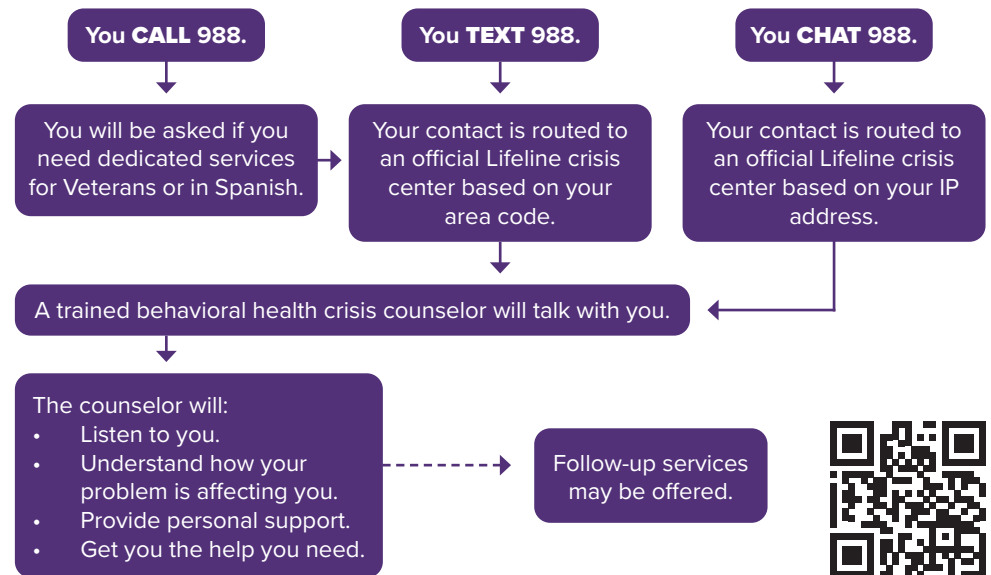 You CALL 988.
You TEXT 988.
You CHAT 988.
You will be asked if you
need dedicated services
for Veterans or in Spanish.
Your contact is routed to
an official Lifeline crisis
center based on your
area code.
Your contact is routed to
an official Lifeline crisis
center based on your IP
address.
A trained behavioral health crisis counselor will talk with you.
The counselor will:
• Listen to you.
• Understand how your
problem is affecting you.
• Provide personal support.
• Get you the help you need.
Follow-up services
may be offered.